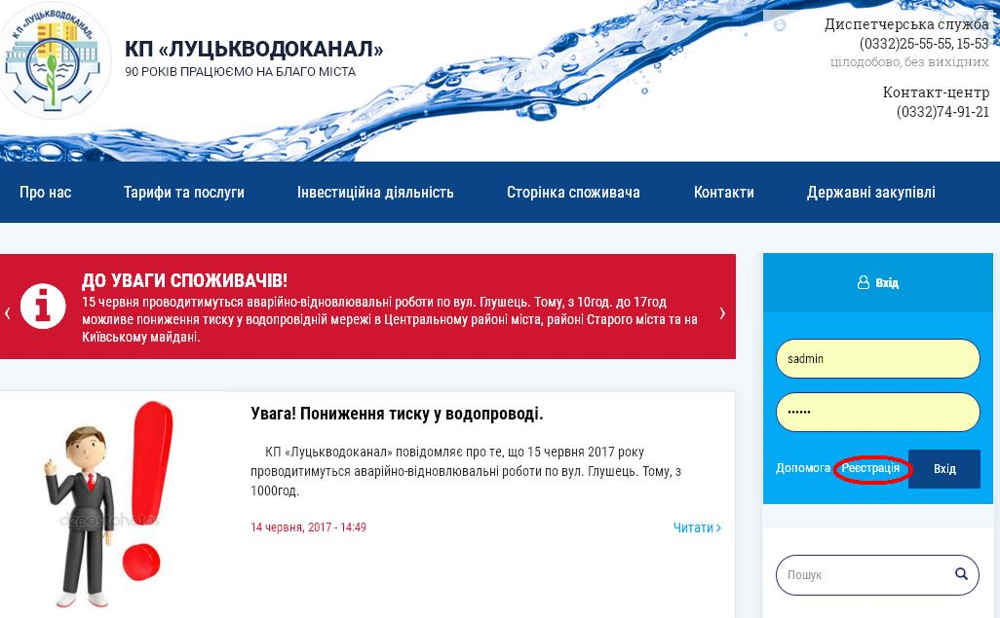 КП «ЛУЦЬКВОДОКАНАЛ»
КП «ЛУЦЬКВОДОКАНАЛ»
90 РОКІВ ПРАЦЮЄМО НА БЛАГО МІСТА
Диспетчерська служба
(0332)25-55-55, 15-53
цілодобово, без вихідних
Контакт-центр
(0332)74-91-21
Про нас Тарифи та послуги Інвестиційна діяльність Сторінка споживача Контакти Державні закупівлі
ДО УВАГИ СПОЖИВАЧІВ!
15 червня проводитимуться аварійно-відновлювальні роботи по вул. Глушець. Тому, з 10год. до 17год
можливе пониження тиску у водопровідній мережі в Центральному районі міста, районі Старого міста та на
Київському майдані.
Вхід
sadmin
••••••
Допомога Реєстрація Вхід
Увага! Пониження тиску у водопроводі.
КП «Луцькводоканал» повідомляє про те, що 15 червня 2017 року
проводитимуться аварійно-відновлювальні роботи по вул. Глушець. Тому, з
1000год.
14 червня, 2017 - 14:49
Читати
depositphotos
Пошук